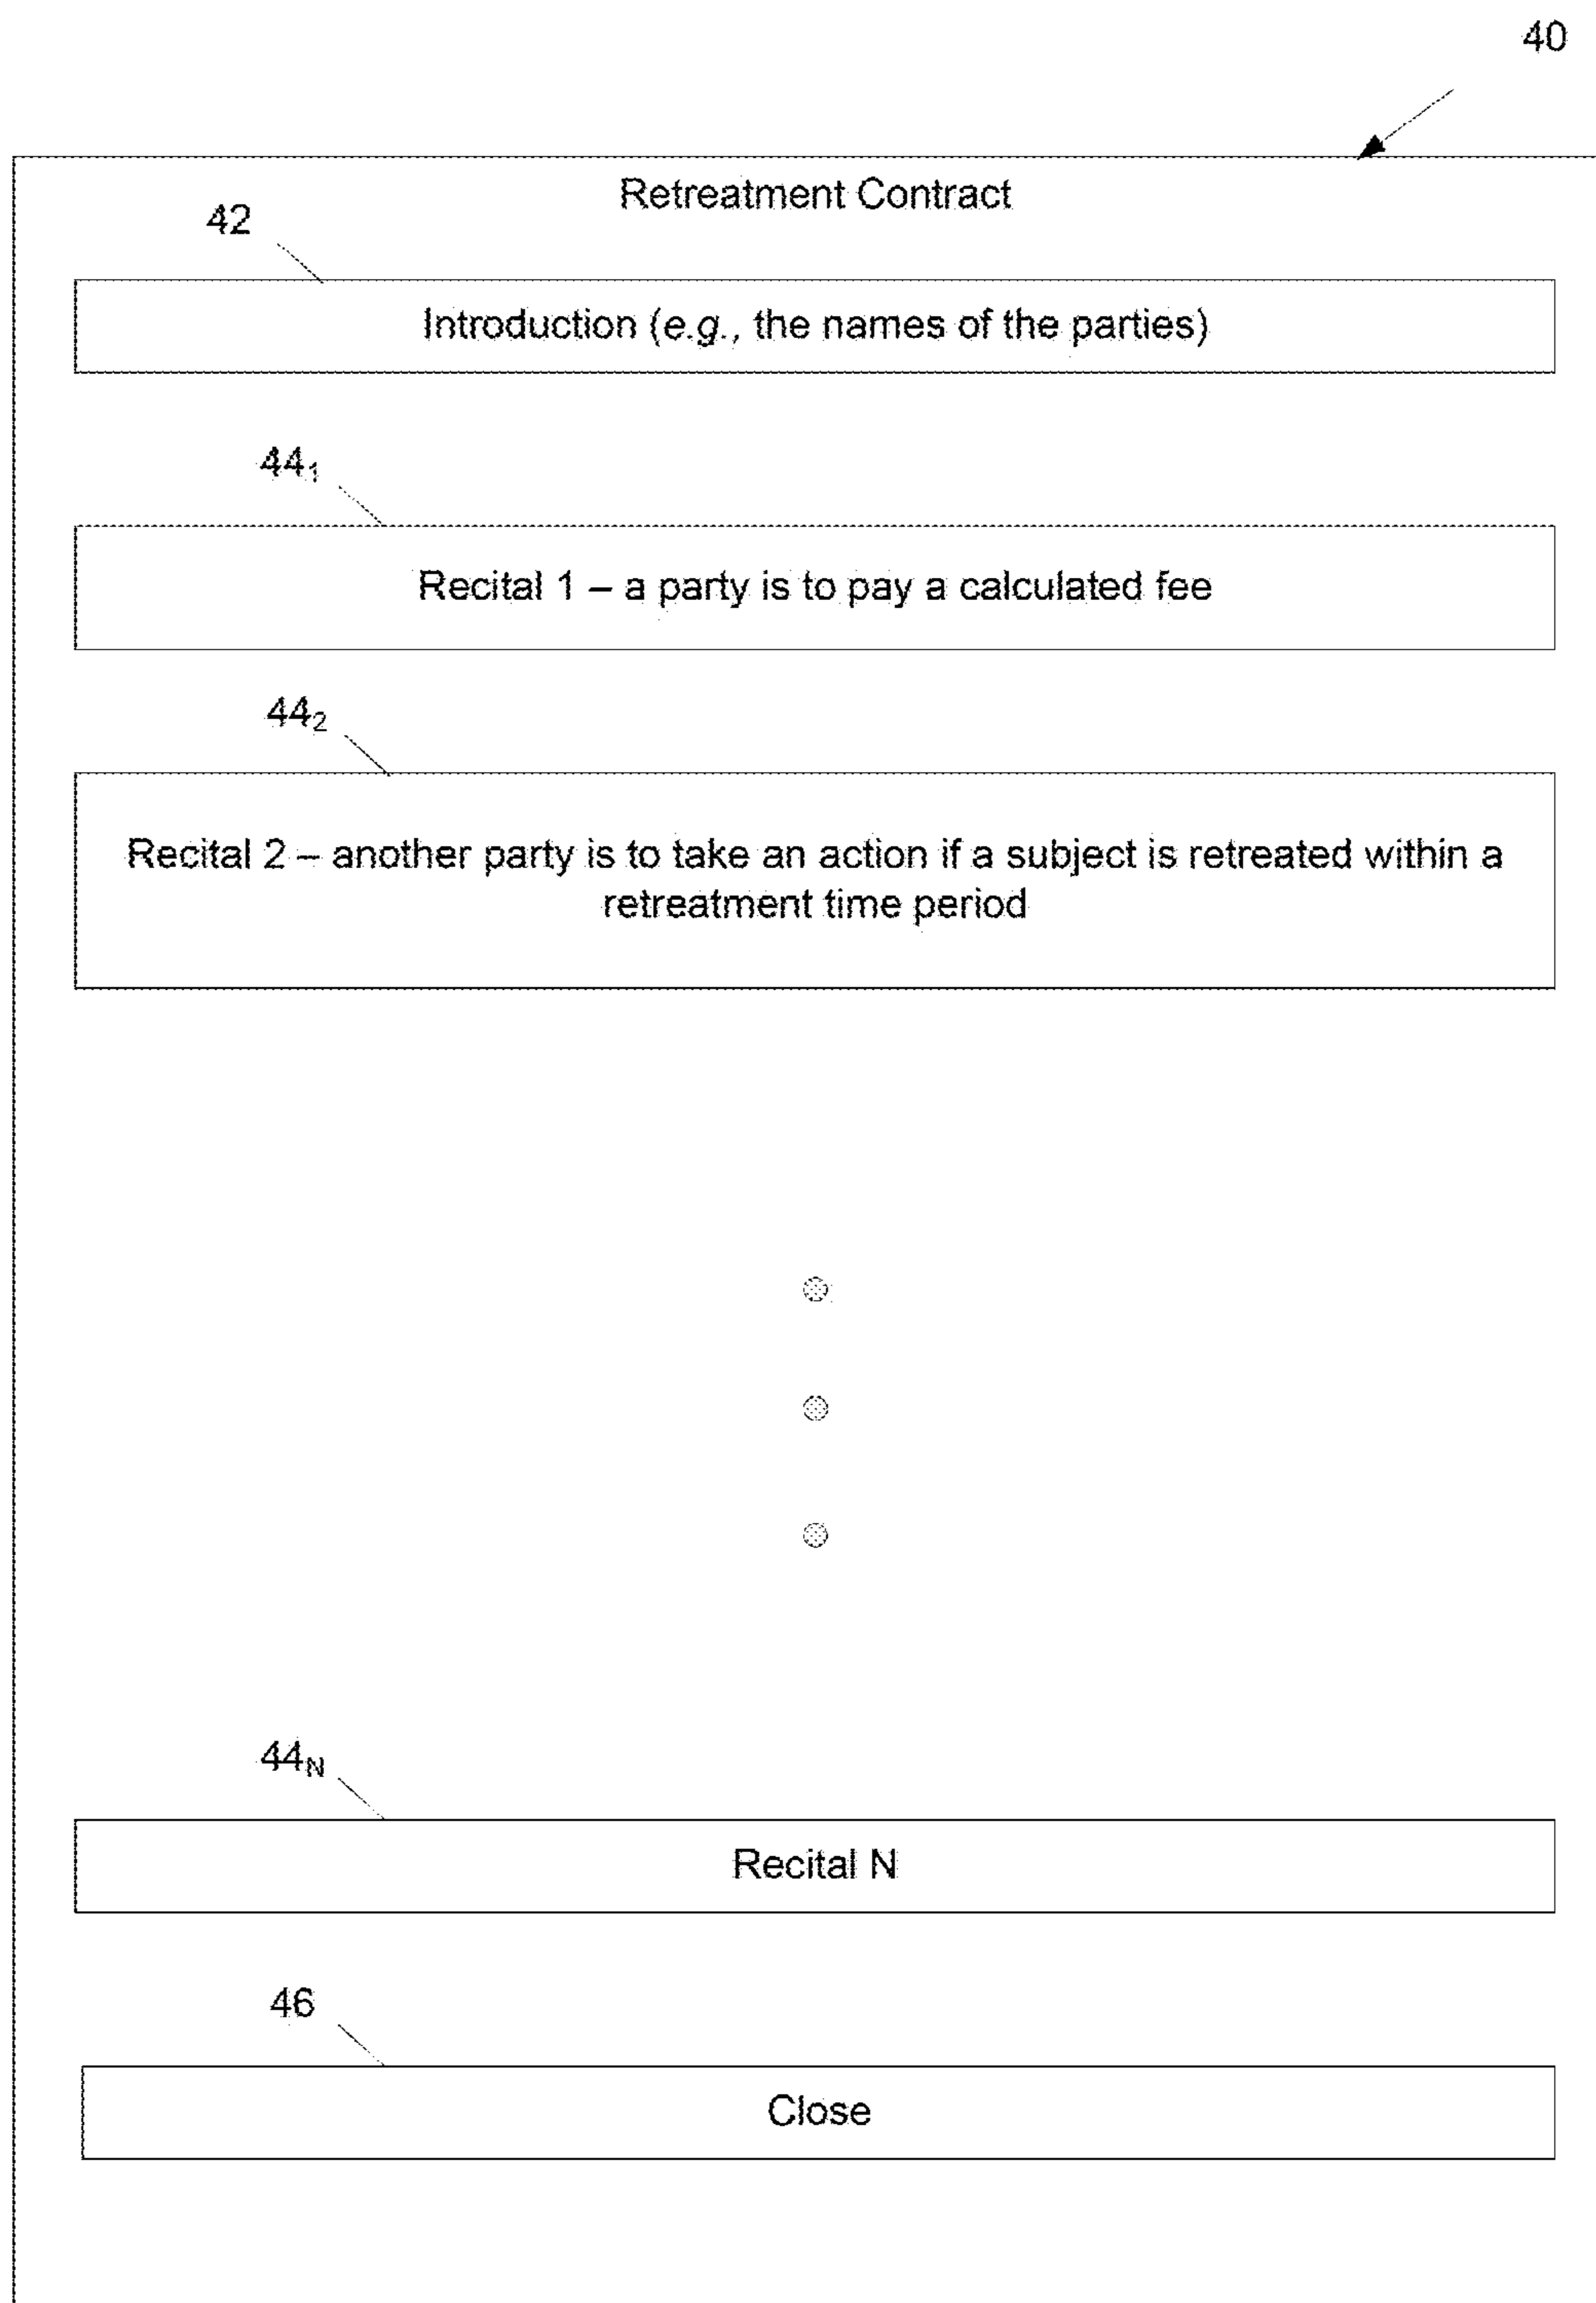 40
Retreatment Contract
42
Introduction (e.g., the names of the parties)
44₁
Recital 1 – a party is to pay a calculated fee
44₂
Recital 2 – another party is to take an action if a subject is retreated within a
retreatment time period
44N
Recital N
46
Close